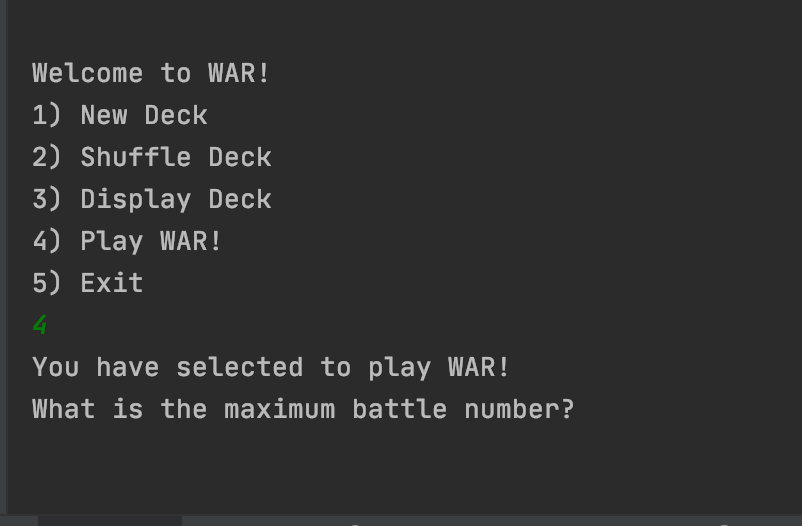 Welcome to WAR!
1) New Deck
2) Shuffle Deck
3) Display Deck
4) Play WAR!
5) Exit
4
You have selected to play WAR!
What is the maximum battle number?